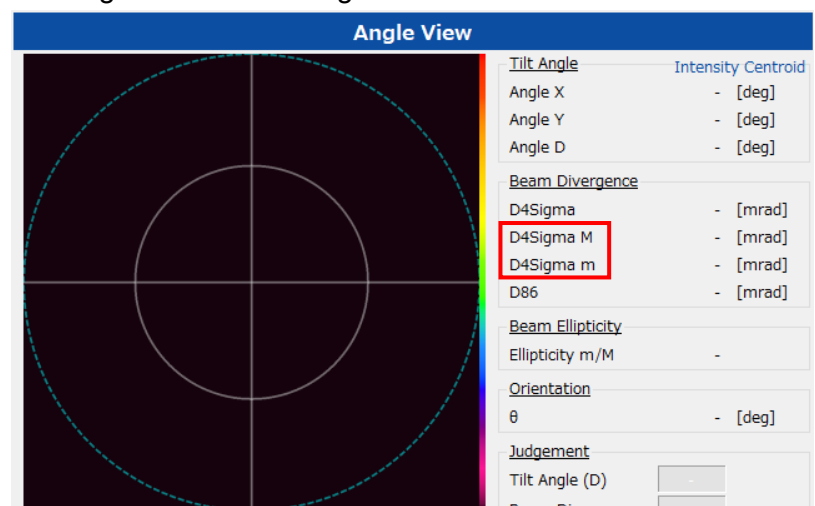 Angle View
Tilt Angle Intensity Centroid
Angle X - [deg]
Angle Y - [deg]
Angle D - [deg]
Beam Divergence
D4Sigma - [mrad]
D4Sigma M - [mrad]
D4Sigma m - [mrad]
D86 - [mrad]
Beam Ellipticity
Ellipticity m/M -
Orientation
θ - [deg]
Judgement
Tilt Angle (D) -